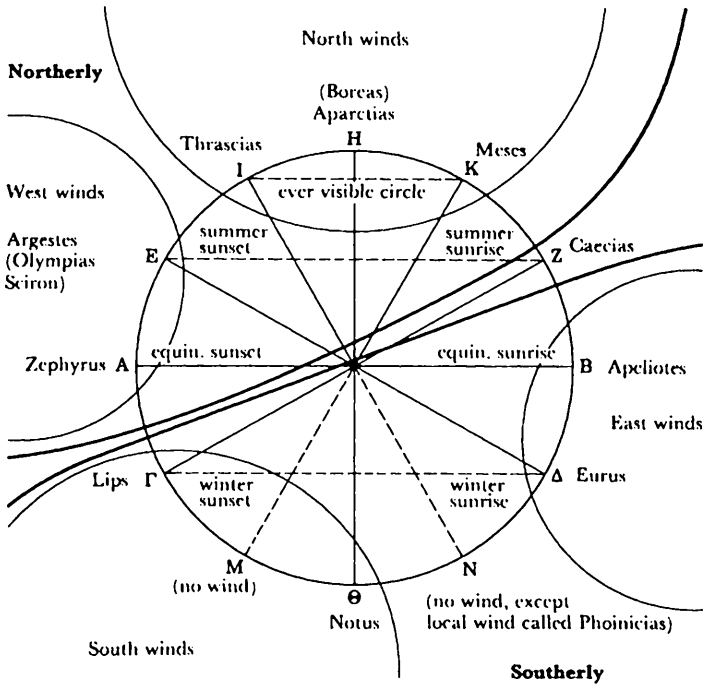 North winds
Northerly
(Boreas)
Aparctias
H
Thrascias
I
Meses
K
ever visible circle
West winds
Argestes
(Olympias
Sciron)
E
summer
sunset
summer
sunrise
Z
Caecias
Zephyrus
A
equin. sunset
equin. sunrise
B
Apeliotes
East winds
Lips
Γ
winter
sunset
winter
sunrise
Δ
Eurus
M
(no wind)
Θ
Notus
N
(no wind, except
local wind called Phoinicias)
South winds
Southerly